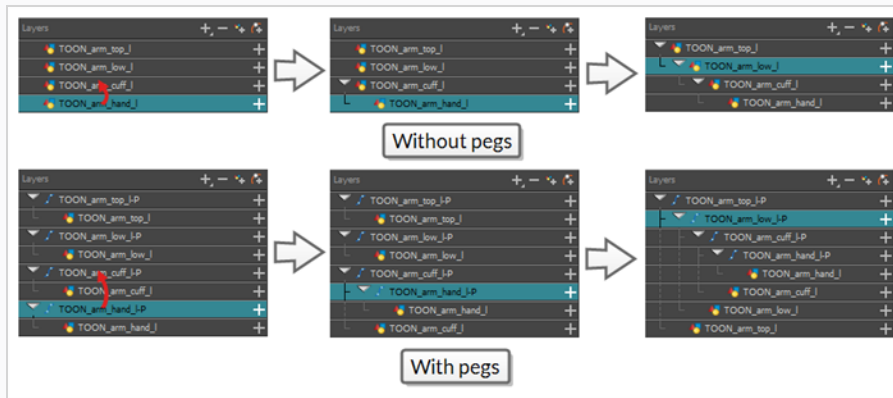 Layers
TOON_arm_top_l
TOON_arm_low_l
TOON_arm_cuff_l
TOON_arm_hand_l
Layers
TOON_arm_top_l
TOON_arm_low_l
TOON_arm_cuff_l
TOON_arm_hand_l
Layers
TOON_arm_top_l
TOON_arm_low_l
TOON_arm_cuff_l
TOON_arm_hand_l
Without pegs
Layers
TOON_arm_top_l-P
TOON_arm_top_l
TOON_arm_low_l-P
TOON_arm_low_l
TOON_arm_cuff_l-P
TOON_arm_cuff_l
TOON_arm_hand_l-P
TOON_arm_hand_l
Layers
TOON_arm_top_l-P
TOON_arm_top_l
TOON_arm_low_l-P
TOON_arm_low_l
TOON_arm_cuff_l-P
TOON_arm_hand_l-P
TOON_arm_hand_l
TOON_arm_cuff_l
Layers
TOON_arm_top_l-P
TOON_arm_low_l-P
TOON_arm_cuff_l-P
TOON_arm_hand_l-P
TOON_arm_hand_l
TOON_arm_cuff_l
TOON_arm_low_l
TOON_arm_top_l
With pegs